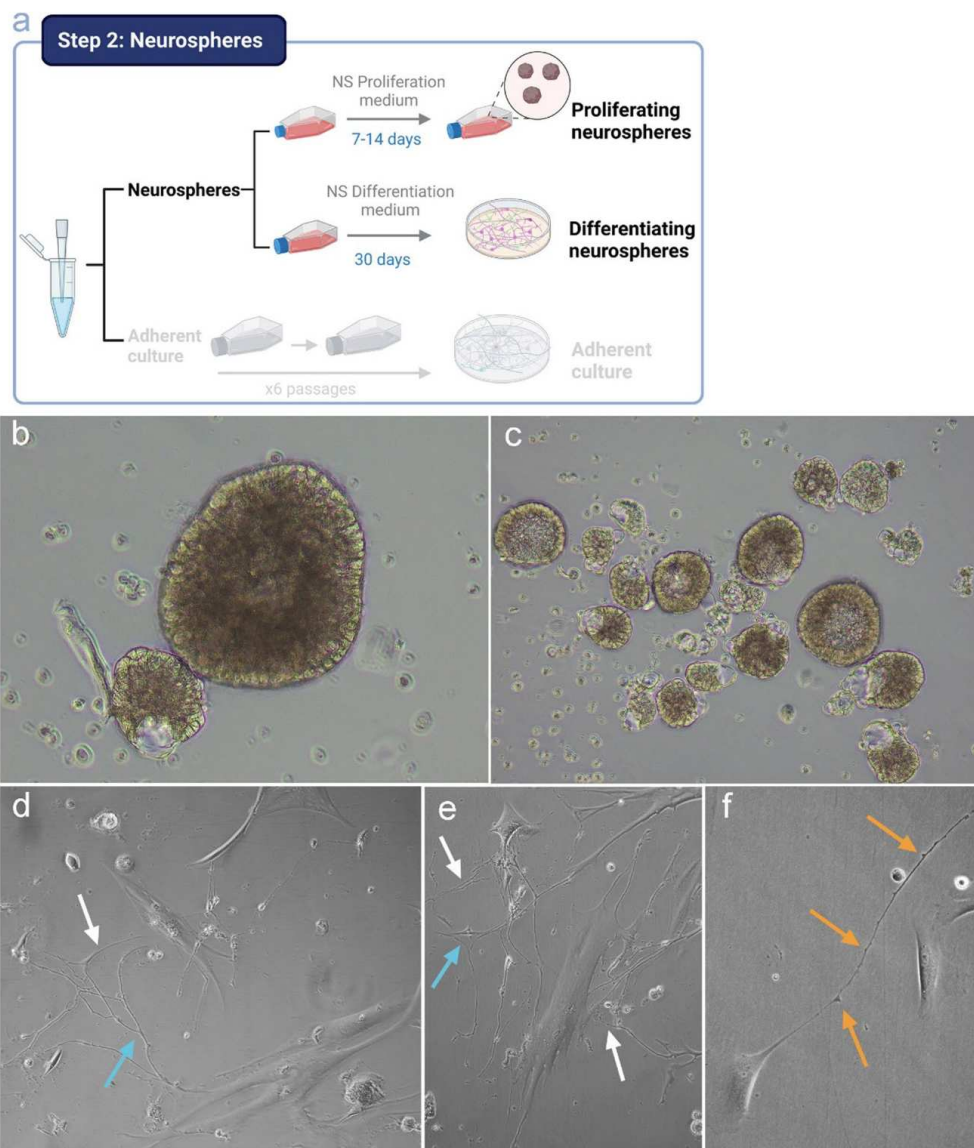 a
Step 2: Neurospheres
NS Proliferation
medium
7-14 days
Proliferating
neurospheres
Neurospheres
NS Differentiation
medium
30 days
Differentiating
neurospheres
Adherent
culture
x6 passages
Adherent
culture
b
c
d
e
f